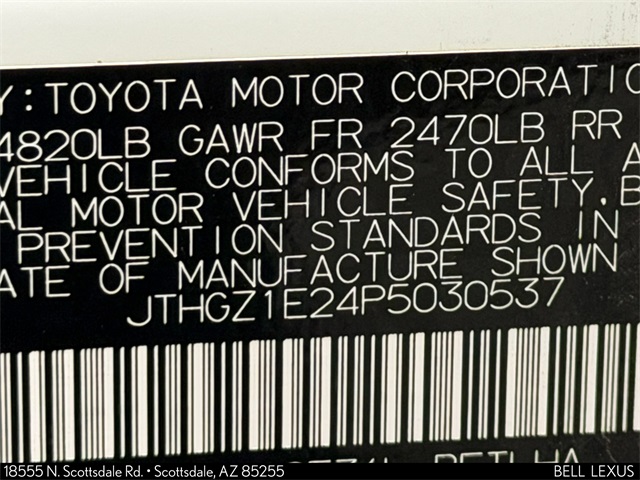 Y: TOYOTA MOTOR CORPORATIO
4820LB GAWR FR 2470LB RR
VEHICLE CONFORMS TO ALL A
AL MOTOR VEHICLE SAFETY, B
PREVENTION STANDARDS IN
ATE OF MANUFACTURE SHOWN
JTHGZ1E24P5030537
18555 N. Scottsdale Rd. • Scottsdale, AZ 85255
BELL LEXUS